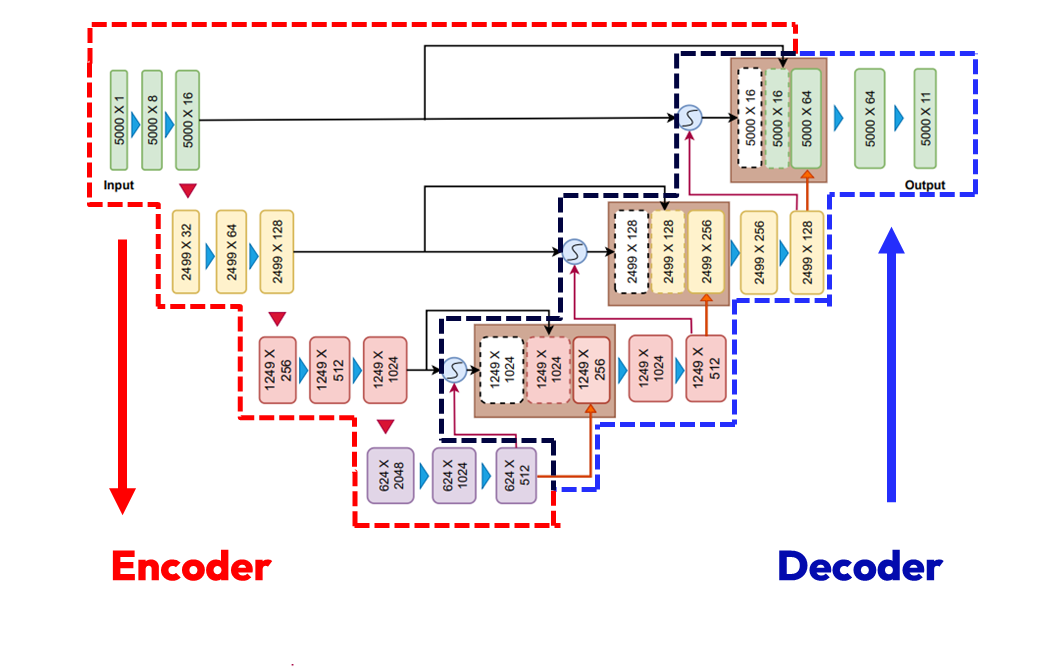 5000 X 1
5000 X 8
5000 X 16
5000 X 16
5000 X 16
5000 X 64
5000 X 64
5000 X 11
Input
Output
2499 X 32
2499 X 64
2499 X 128
2499 X 128
2499 X 128
2499 X 256
2499 X 256
2499 X 128
1249 X
256
1249 X
512
1249 X
1024
1249 X
1024
1249 X
1024
1249 X
256
1249 X
1024
1249 X
512
624 X
2048
624 X
1024
624 X
512
Encoder
Decoder